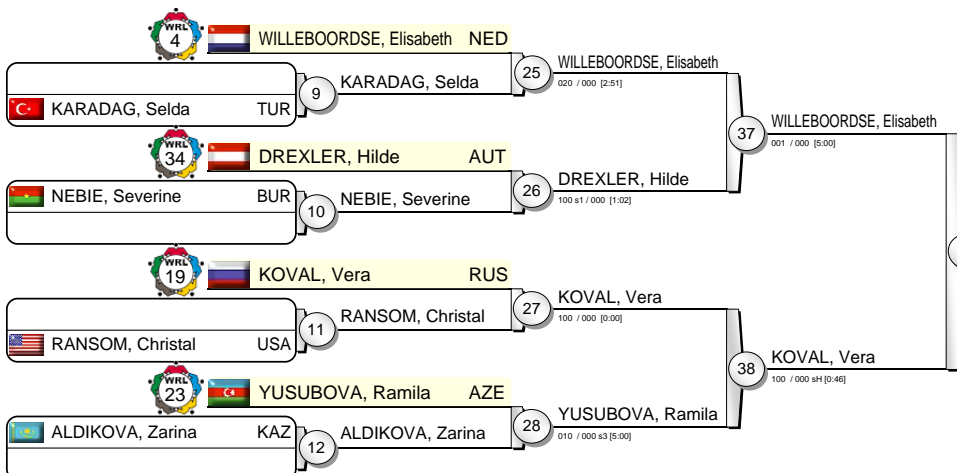 WRL
4
WILLEBOORDSE, Elisabeth NED
KARADAG, Selda TUR
9
KARADAG, Selda
25
WILLEBOORDSE, Elisabeth
020 / 000 [2:51]
WRL
34
DREXLER, Hilde AUT
NEBIE, Severine BUR
10
NEBIE, Severine
26
DREXLER, Hilde
100 s1 / 000 [1:02]
37
WILLEBOORDSE, Elisabeth
001 / 000 [5:00]
WRL
19
KOVAL, Vera RUS
RANSOM, Christal USA
11
RANSOM, Christal
27
KOVAL, Vera
100 / 000 [0:00]
WRL
23
YUSUBOVA, Ramila AZE
ALDIKOVA, Zarina KAZ
12
ALDIKOVA, Zarina
28
YUSUBOVA, Ramila
010 / 000 s3 [5:00]
38
KOVAL, Vera
100 / 000 sH [0:46]